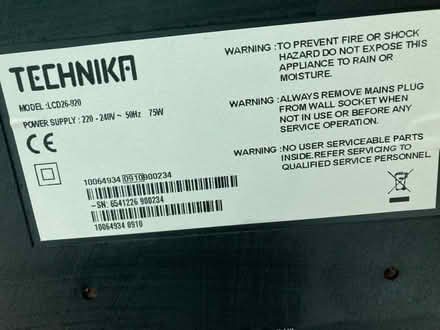 TECHNIKA
MODEL :LCD26-920
POWER SUPPLY : 220 - 240V ~ 50Hz 75W
CE
10064934 0910 900234
-SN: 6541226 900234
10064934 0910
WARNING :TO PREVENT FIRE OR SHOCK
HAZARD DO NOT EXPOSE THIS
APPLIANCE TO RAIN OR
MOISTURE.
WARNING :ALWAYS REMOVE MAINS PLUG
FROM WALL SOCKET WHEN
NOT IN USE OR BEFORE ANY
SERVICE OPERATION.
WARNING : NO USER SERVICEABLE PARTS
INSIDE.REFER TO OFFICIALLY
QUALIFIED SERVICE PERSONNEL